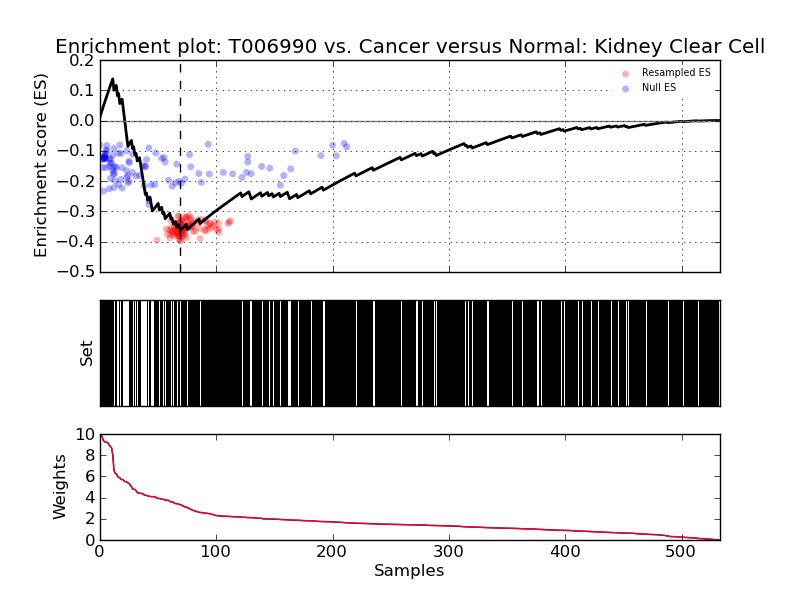 Enrichment plot: T006990 vs. Cancer versus Normal: Kidney Clear Cell
Enrichment score (ES)
0.2
0.1
0.0
−0.1
−0.2
−0.3
−0.4
−0.5
Resampled ES
Null ES
Set
Weights
10
8
6
4
2
0
0 100 200 300 400 500
Samples